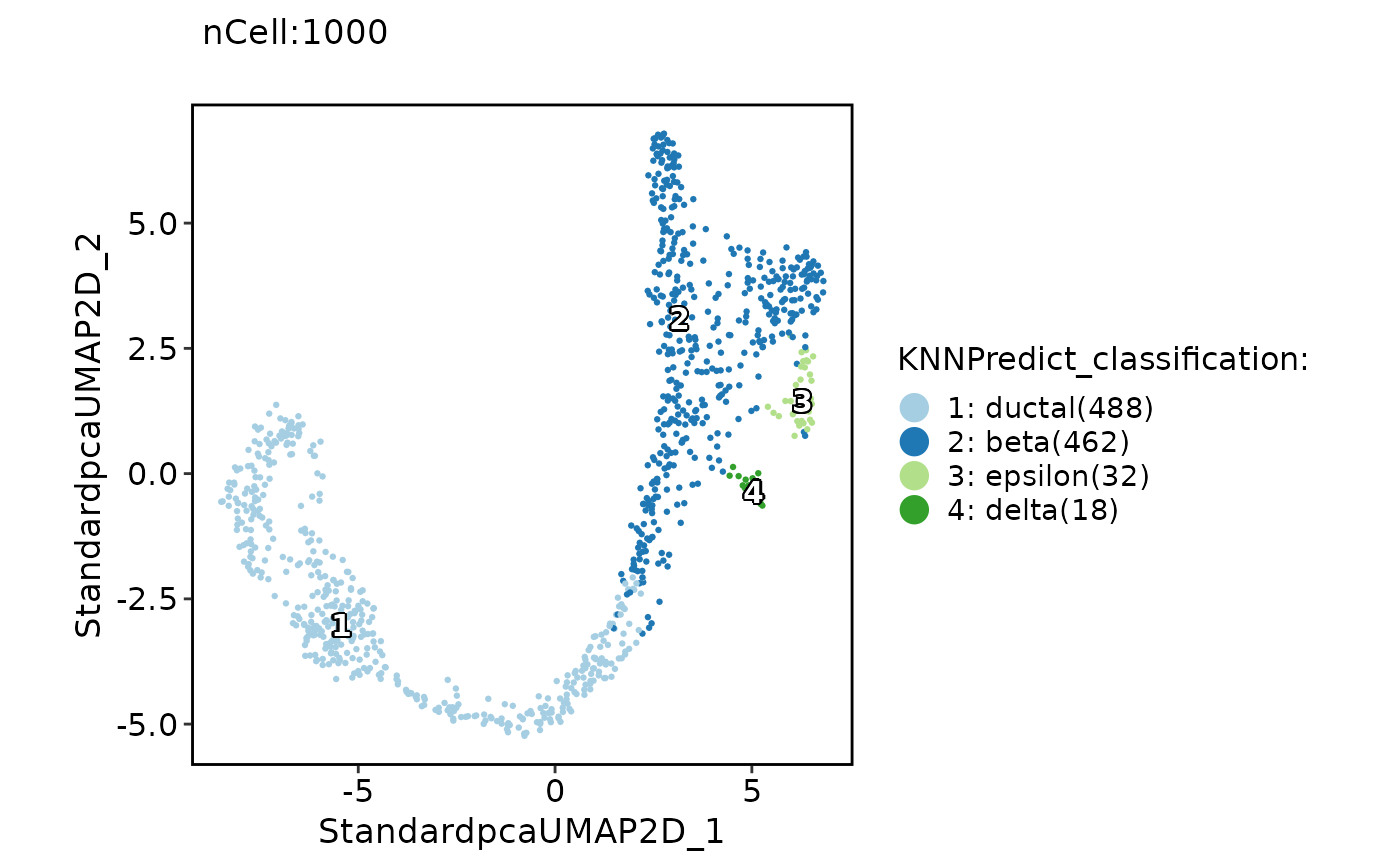 nCell:1000
StandardpcaUMAP2D_2
5.0
2.5
0.0
-2.5
-5.0
1
2
3
4
-5
0
5
StandardpcaUMAP2D_1
KNNPredict_classification:
1: ductal(488)
2: beta(462)
3: epsilon(32)
4: delta(18)